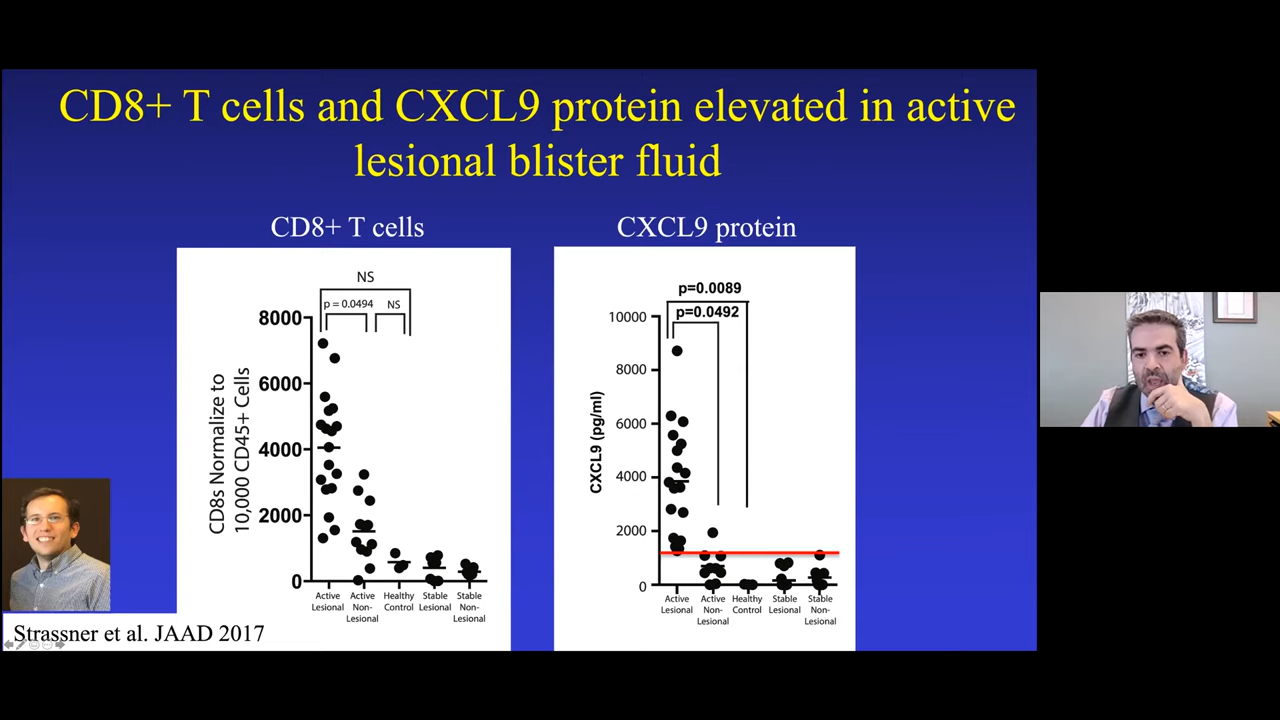 CD8+ T cells and CXCL9 protein elevated in active
lesional blister fluid
CD8+ T cells
CXCL9 protein
NS
p = 0.0494
NS
8000
6000
4000
2000
0
CD8s Normalize to
10,000 CD45+ Cells
Active
Lesional
Active
Non-
Lesional
Healthy
Control
Stable
Lesional
Stable
Non-
Lesional
p=0.0089
p=0.0492
10000
8000
6000
4000
2000
0
CXCL9 (pg/ml)
Active
Lesional
Active
Non-
Lesional
Healthy
Control
Stable
Lesional
Stable
Non-
Lesional
Strassner et al. JAAD 2017